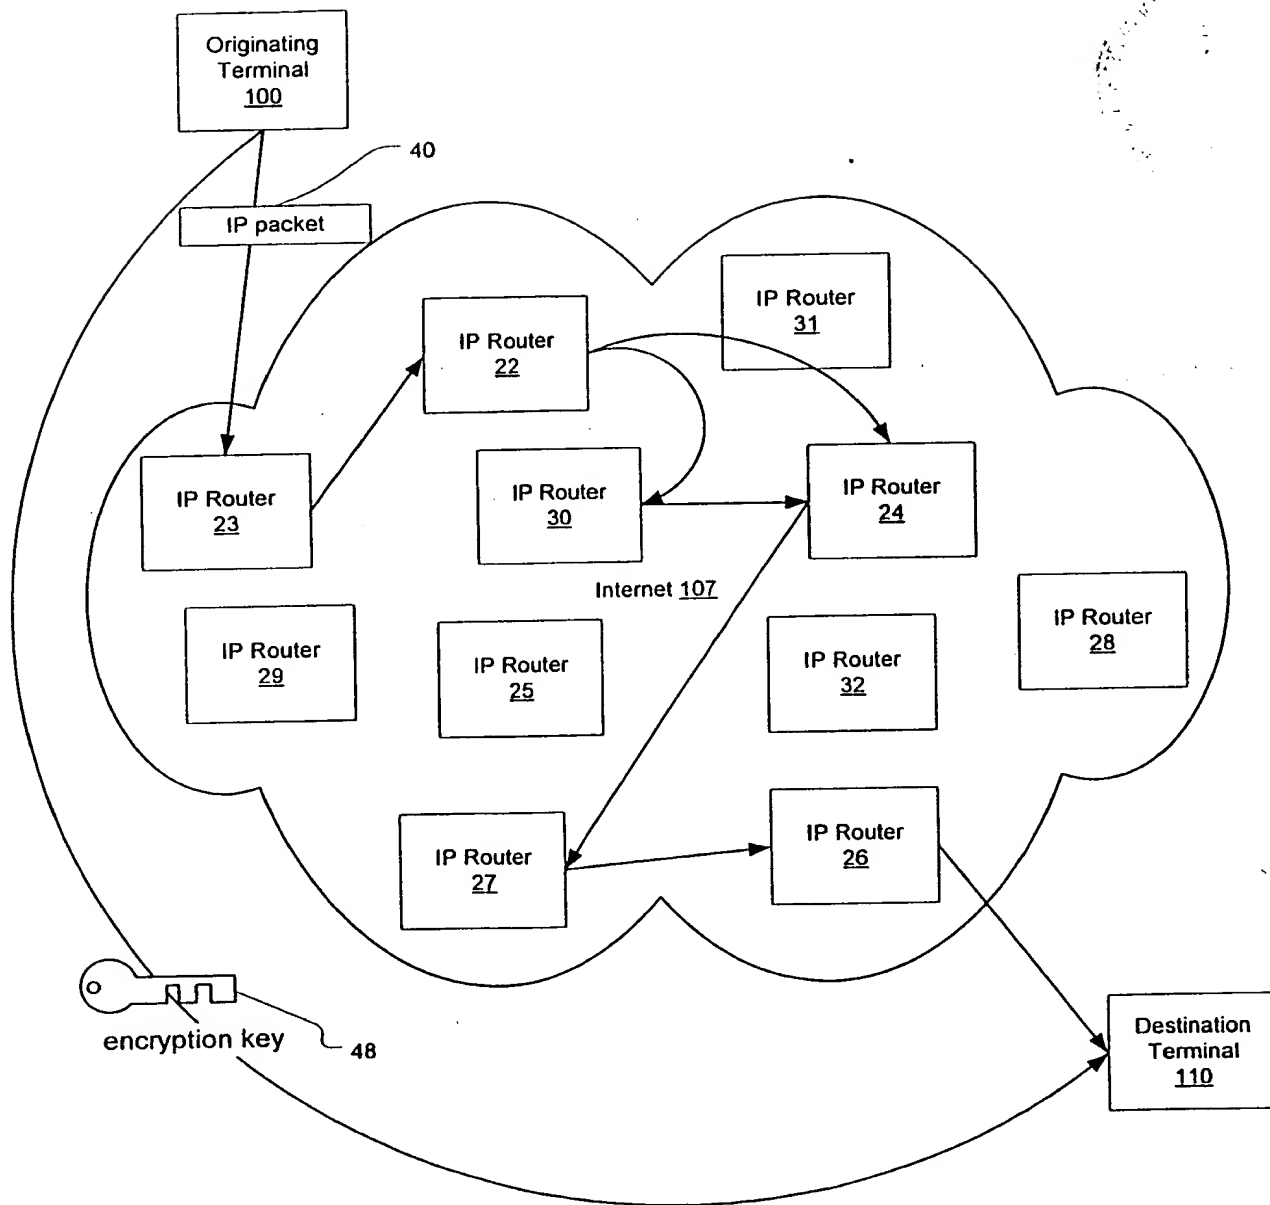 Originating
Terminal
100
40
IP packet
IP Router
31
IP Router
22
IP Router
23
IP Router
30
IP Router
24
Internet 107
IP Router
29
IP Router
25
IP Router
32
IP Router
28
IP Router
27
IP Router
26
encryption key
48
Destination
Terminal
110